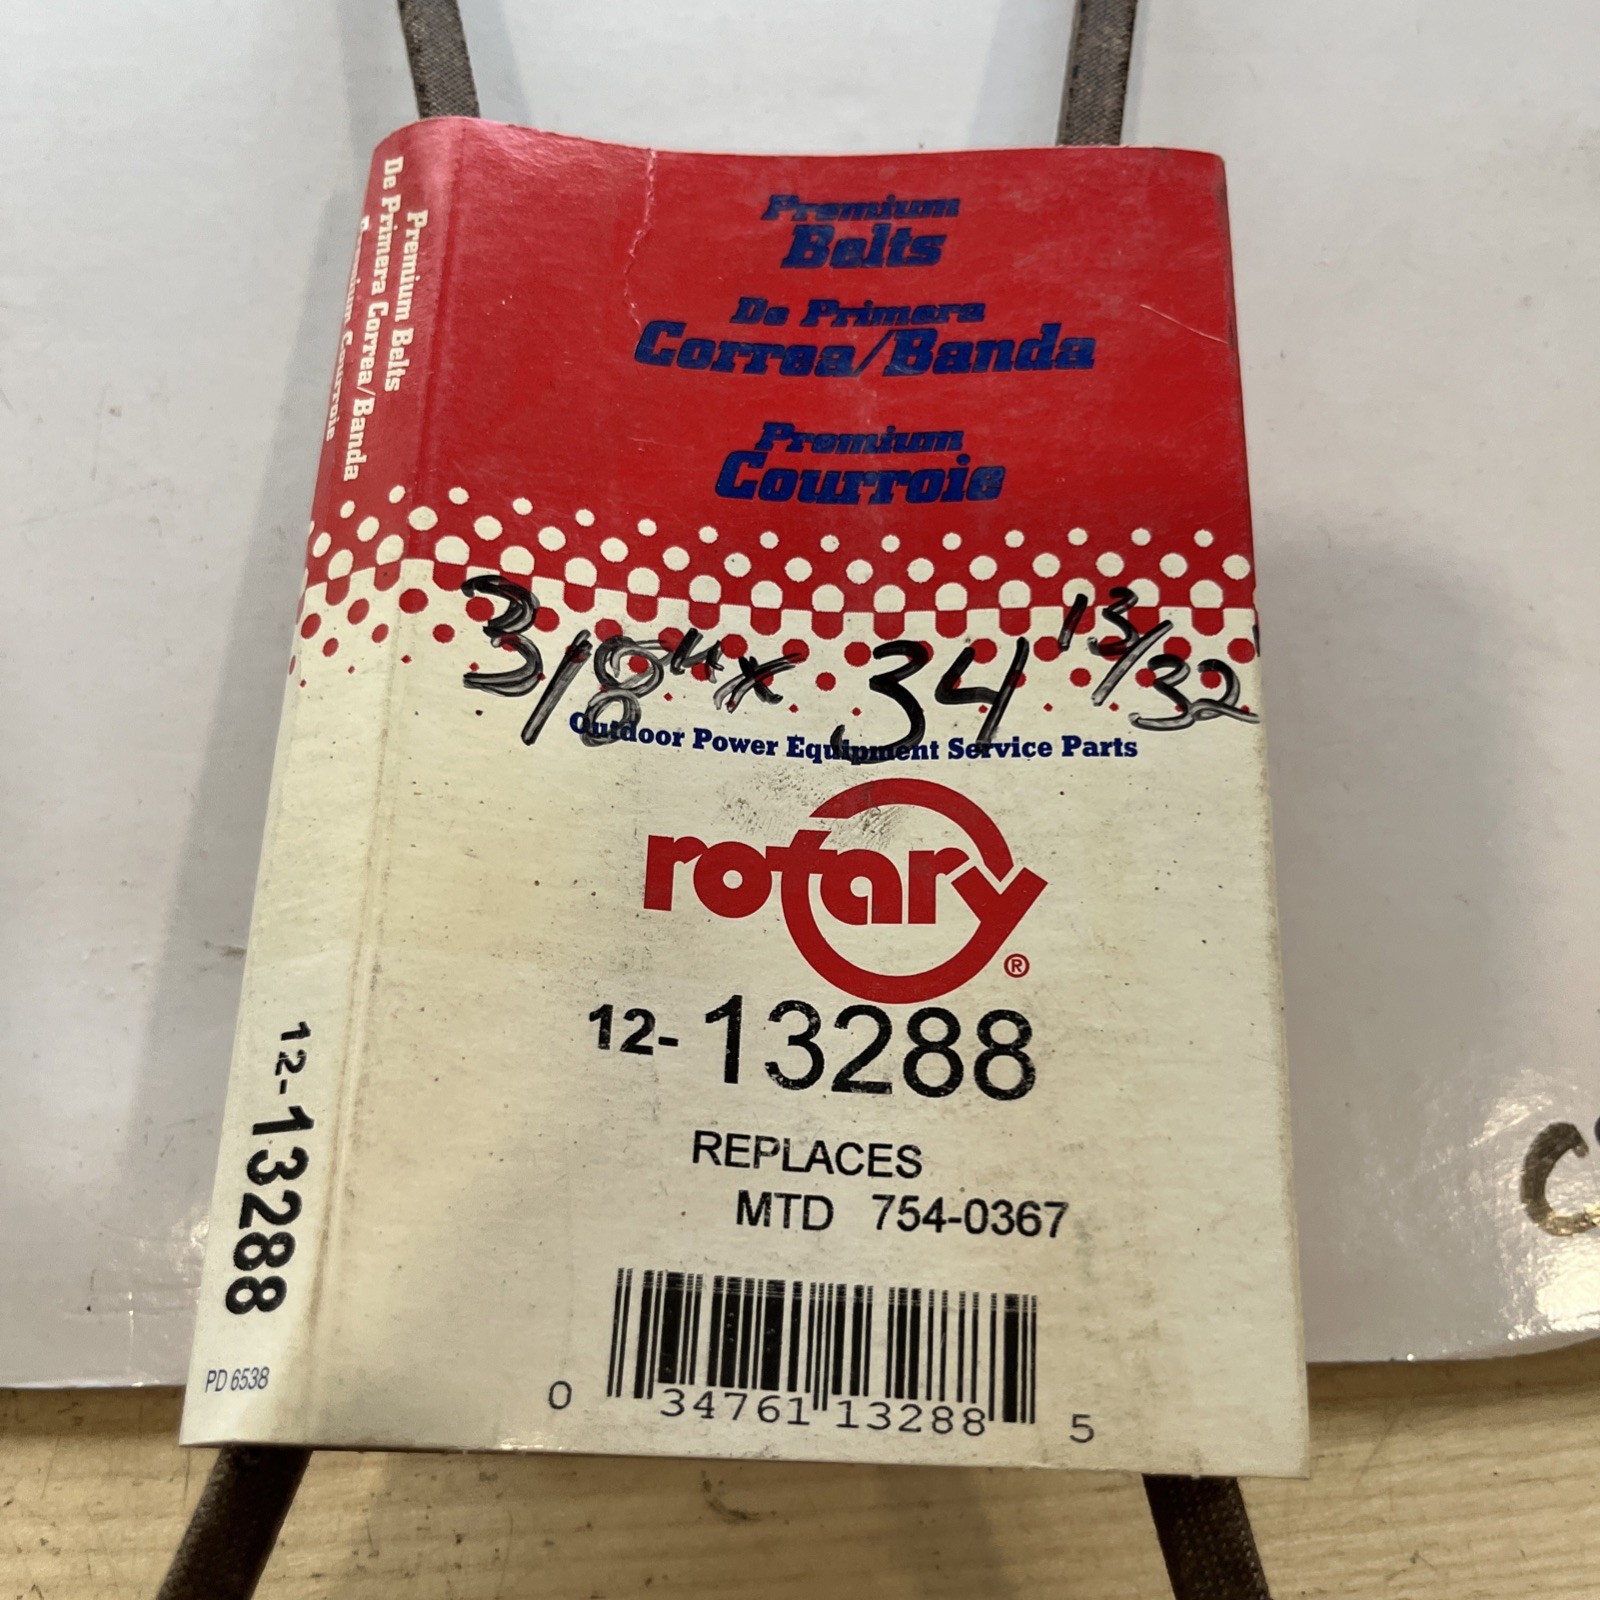 Premium
Belts
De Primera
Correa/Banda
Premium
Courroie
Premium Belts
De Primera Correa/Banda
Premium Courroie
3/8" x 34 13/32"
Outdoor Power Equipment Service Parts
rotary®
12-13288
REPLACES
MTD 754-0367
0 34761 13288 5
12-13288
PD 6538